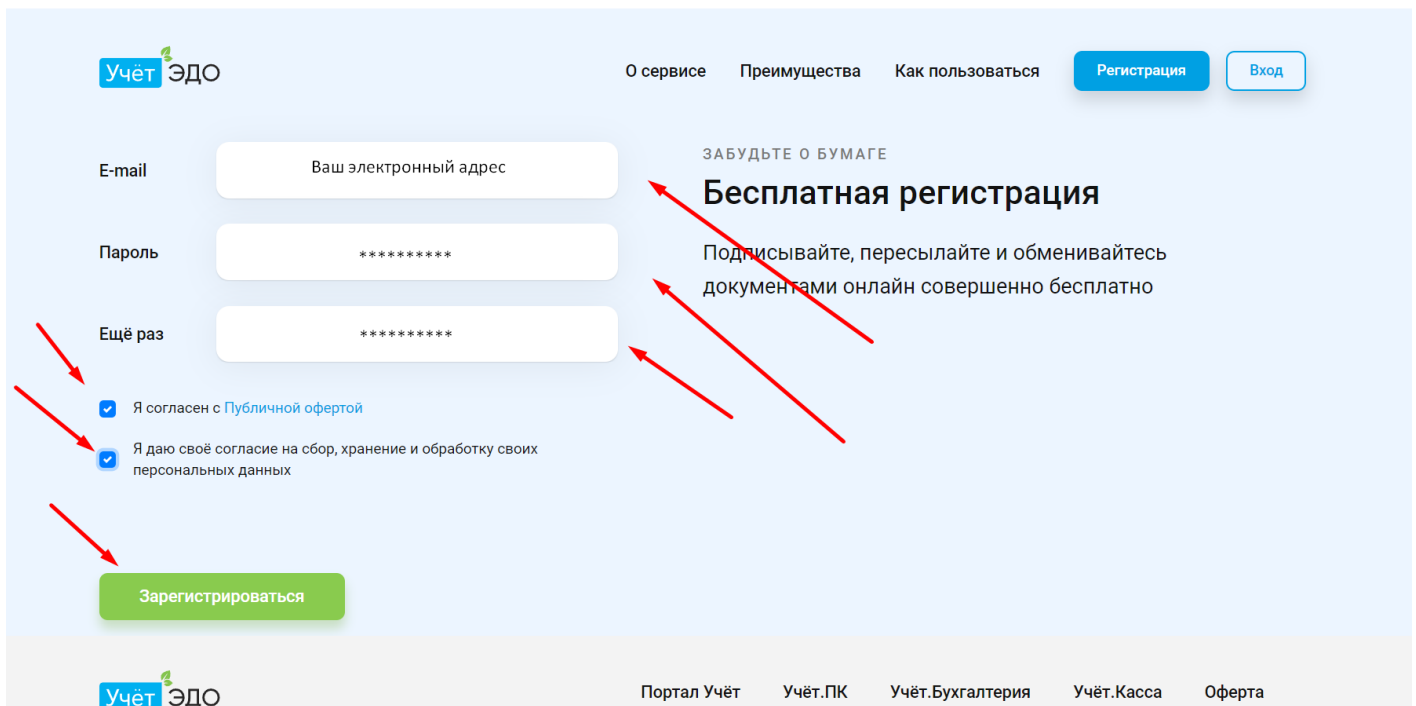 Учёт ЭДО
О сервисе Преимущества Как пользоваться Регистрация Вход
E-mail Ваш электронный адрес
Пароль **********
Ещё раз **********
Я согласен с Публичной офертой
Я даю своё согласие на сбор, хранение и обработку своих
персональных данных
Зарегистрироваться
ЗАБУДЬТЕ О БУМАГЕ
Бесплатная регистрация
Подписывайте, пересылайте и обменивайтесь
документами онлайн совершенно бесплатно
Учёт ЭДО
Портал Учёт Учёт.ПК Учёт.Бухгалтерия Учёт.Касса Оферта